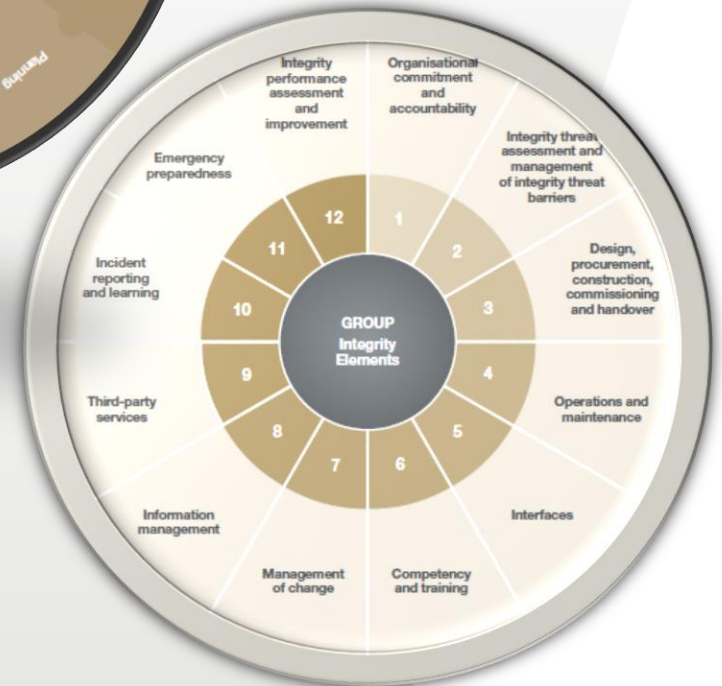 Planning
Integrity
performance
assessment
and
improvement
Organisational
commitment
and
accountability
Integrity threat
assessment and
management
of integrity threat
barriers
Design,
procurement,
construction,
commissioning
and handover
Operations and
maintenance
Interfaces
Competency
and training
Management
of change
Information
management
Third-party
services
Incident
reporting
and learning
Emergency
preparedness
12
1
2
3
4
5
6
7
8
9
10
11
GROUP
Integrity
Elements